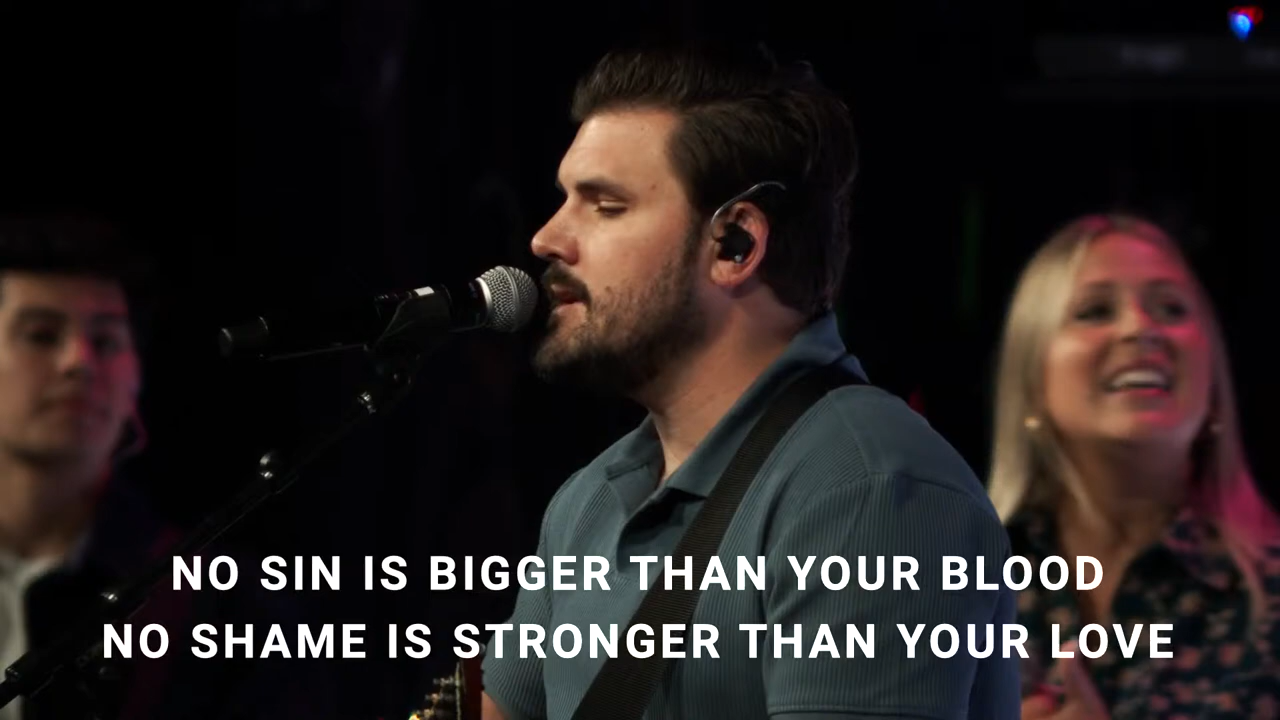 NO SIN IS BIGGER THAN YOUR BLOOD
NO SHAME IS STRONGER THAN YOUR LOVE